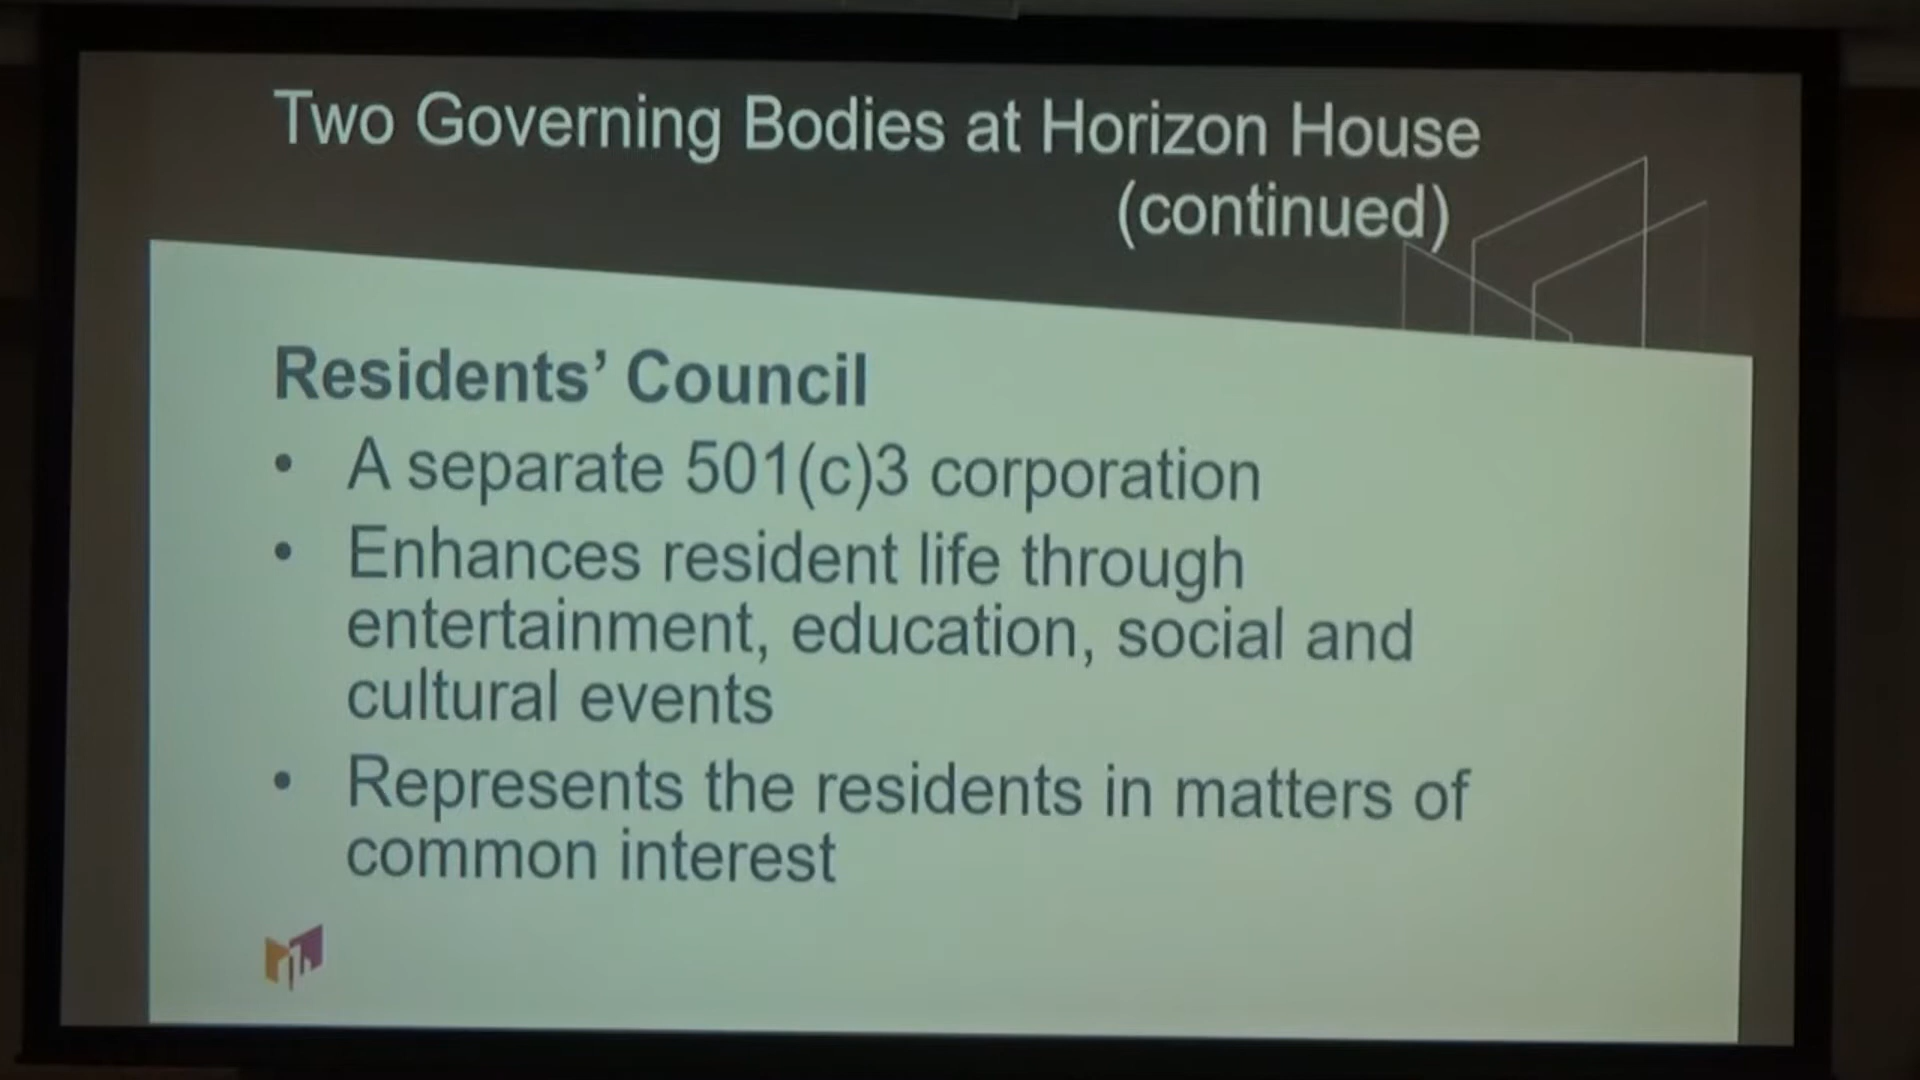 Two Governing Bodies at Horizon House
(continued)
Residents’ Council
• A separate 501(c)3 corporation
• Enhances resident life through
entertainment, education, social and
cultural events
• Represents the residents in matters of
common interest